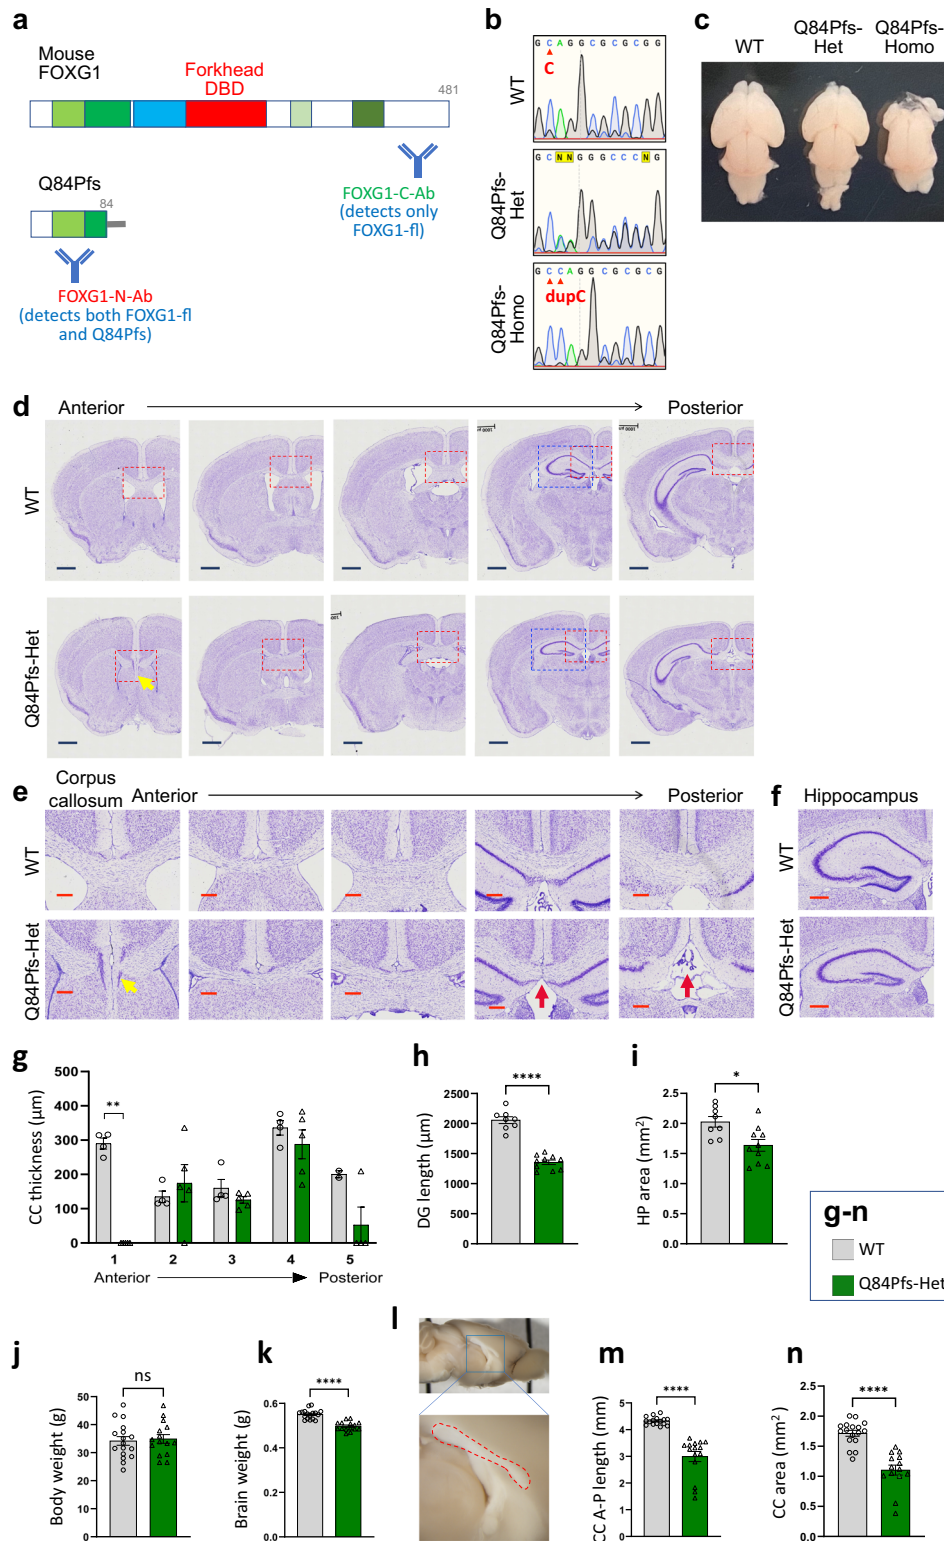 a
Mouse
FOXG1
Forkhead
DBD
481
Q84Pfs
84
FOXG1-C-Ab
(detects only
FOXG1-fl)
FOXG1-N-Ab
(detects both FOXG1-fl
and Q84Pfs)
b
WT
G C A G G C G C G C G G
C
Q84Pfs-
Het
G C N N G G G C C C N G
Q84Pfs-
Homo
G C C A G G C G C G C G
dupC
c
WT
Q84Pfs-
Het
Q84Pfs-
Homo
d
Anterior
Posterior
WT
Q84Pfs-Het
e
Corpus
callosum
Anterior
Posterior
WT
Q84Pfs-Het
f
Hippocampus
WT
Q84Pfs-Het
g
CC thickness (µm)
500
400
300
200
100
0
**
1 2 3 4 5
Anterior
Posterior
h
DG length (µm)
2500
2000
1500
1000
500
0
****
i
HP area (mm²)
2.5
2.0
1.5
1.0
0.5
0.0
*
g-n
WT
Q84Pfs-Het
j
Body weight (g)
50
40
30
20
10
0
ns
k
Brain weight (g)
0.6
0.4
0.2
0.0
****
l
m
CC A-P length (mm)
5
4
3
2
1
0
****
n
CC area (mm²)
2.5
2.0
1.5
1.0
0.5
0.0
****